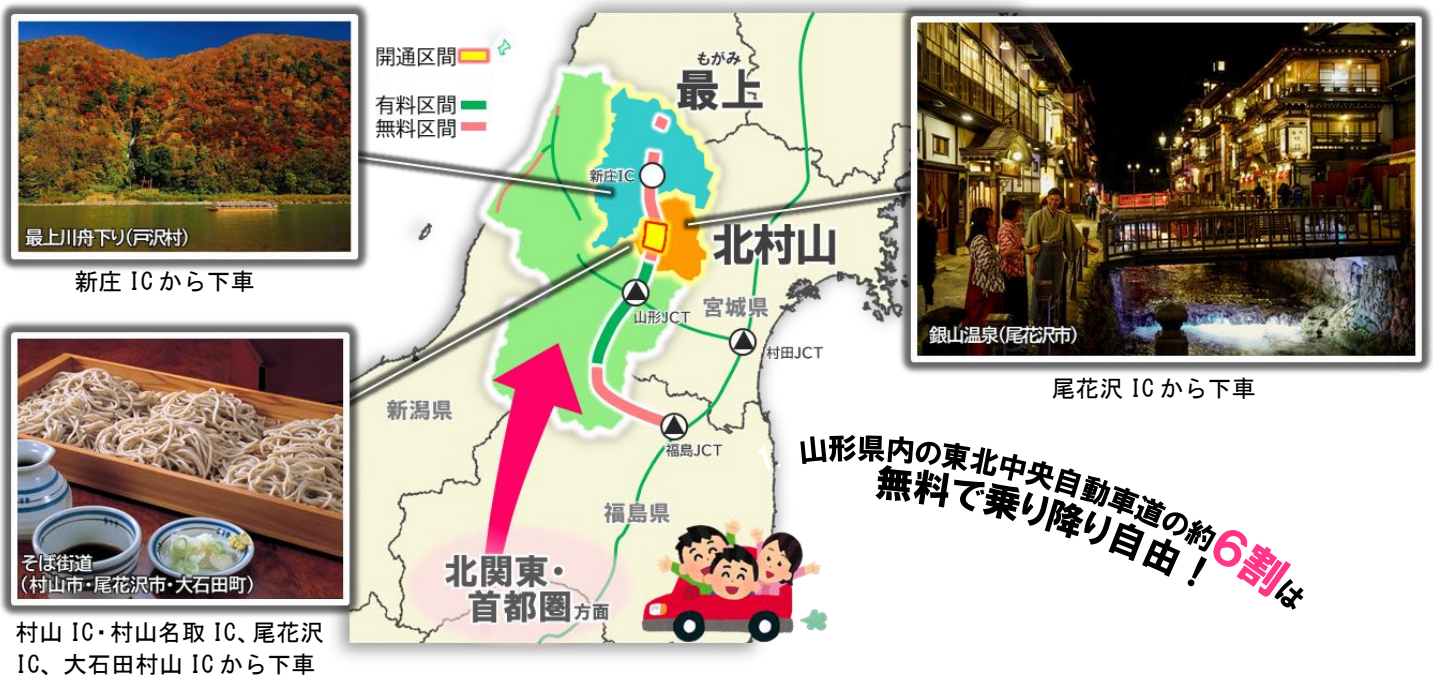 最上川舟下り(戸沢村)
新庄 IC から下車
そば街道
(村山市・尾花沢市・大石田町)
村山 IC・村山名取 IC、尾花沢
IC、大石田村山 IC から下車
開通区間
有料区間
無料区間
もがみ
最上
新庄IC
北村山
山形JCT
宮城県
村田JCT
新潟県
福島JCT
福島県
北関東・
首都圏方面
銀山温泉(尾花沢市)
尾花沢 IC から下車
山形県内の東北中央自動車道の約6割は
無料で乗り降り自由!